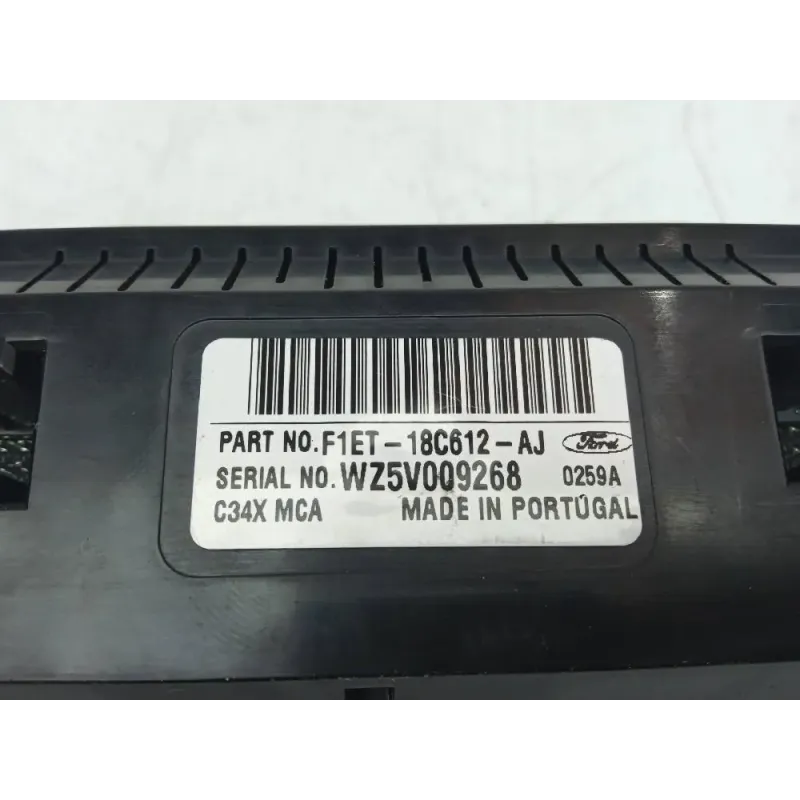 PART NO. F1ET-18C612-AJ Ford
SERIAL NO. WZ5V009268 0259A
C34X MCA MADE IN PORTÚGAL